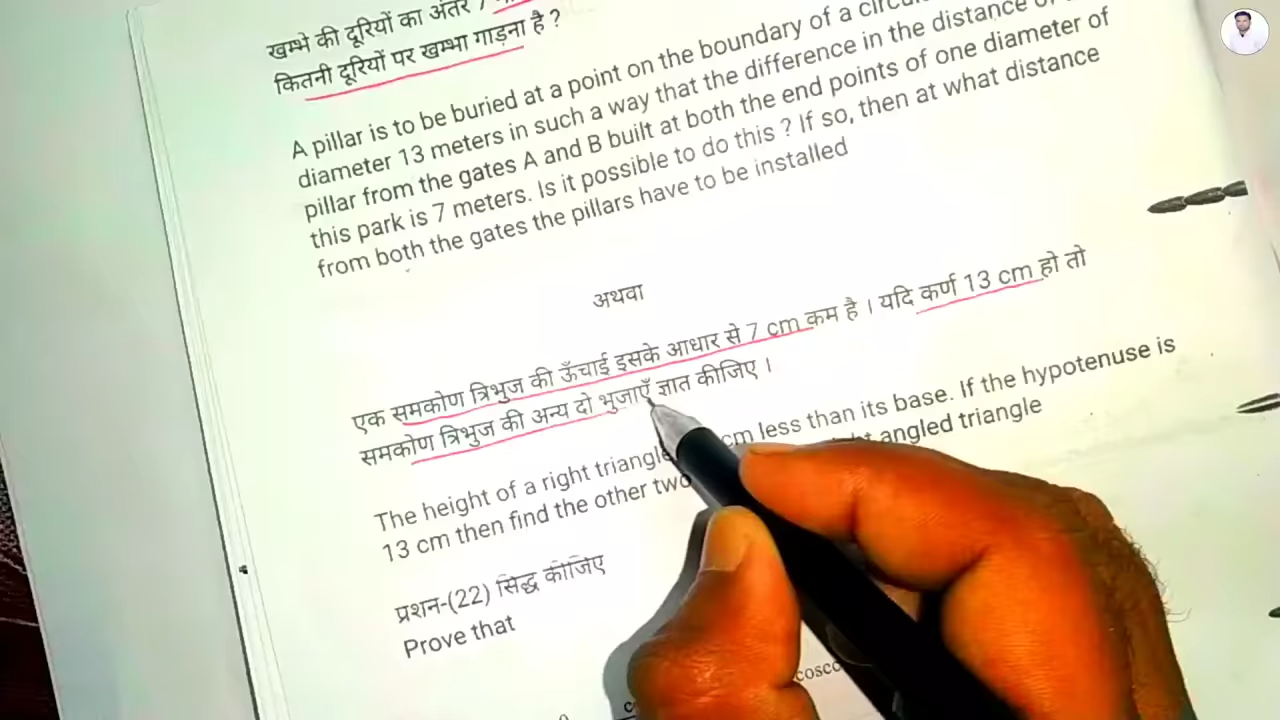 खम्भे की दूरियों का अंतर 7
कितनी दूरियों पर खम्भा गाड़ना है ?
A pillar is to be buried at a point on the boundary of a
diameter 13 meters in such a way that the difference in the distance
pillar from the gates A and B built at both the end points of one diameter of
this park is 7 meters. Is it possible to do this ? If so, then at what distance
from both the gates the pillars have to be installed
अथवा
एक समकोण त्रिभुज की ऊँचाई इसके आधार से 7 cm कम है । यदि कर्ण 13 cm हो तो
समकोण त्रिभुज की अन्य दो भुजाएँ ज्ञात कीजिए ।
The height of a right triangle cm less than its base. If the hypotenuse is
13 cm then find the other two angled triangle
प्रशन-(22) सिद्ध कीजिए
Prove that